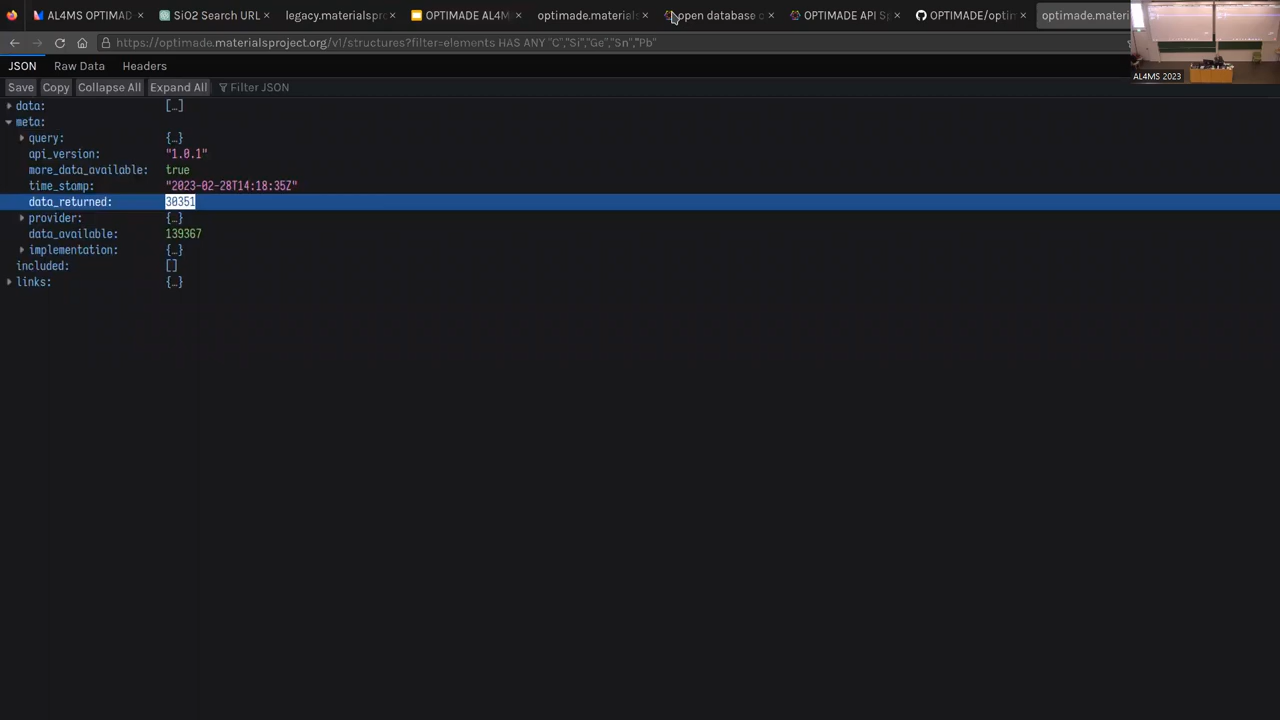 AL4MS OPTIMAD
SiO2 Search URL
legacy.materialspro
OPTIMADE AL4M
optimade.materials
open database o
OPTIMADE API Sp
OPTIMADE/optim
optimade.materi
https://optimade.materialsproject.org/v1/structures?filter=elements HAS ANY "C","Si","Ge","Sn","Pb"
AL4MS 2023
JSON
Raw Data
Headers
Save
Copy
Collapse All
Expand All
Filter JSON
data: […]
meta:
query: {…}
api_version: "1.0.1"
more_data_available: true
time_stamp: "2023-02-28T14:18:35Z"
data_returned: 30351
provider: {…}
data_available: 139367
implementation: {…}
included: []
links: {…}